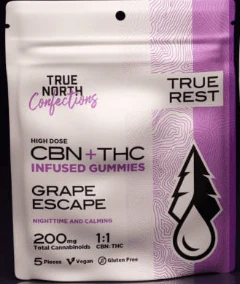 TRUE NORTH
Confections
TRUE REST
HIGH DOSE
CBN+THC
INFUSED GUMMIES
GRAPE
ESCAPE
NIGHTTIME AND CALMING
200mg
Total Cannabinoids
1:1
CBN:THC
5 Pieces
Vegan
Gluten Free